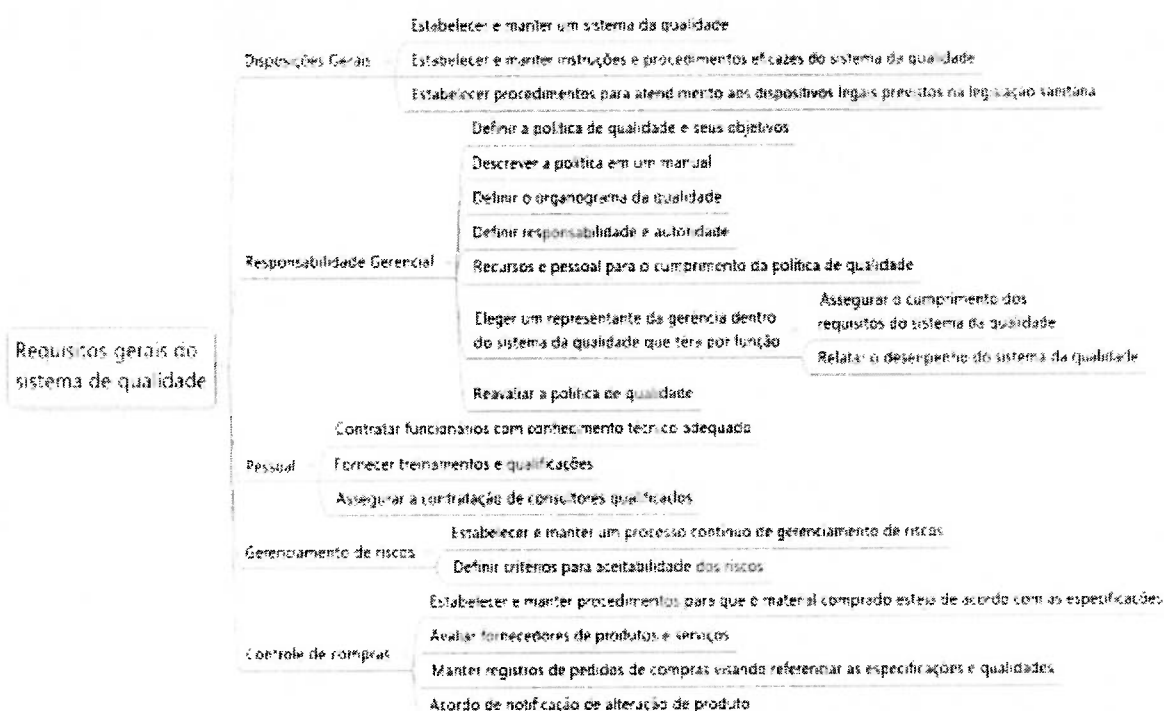 Requisitos gerais do
sistema de qualidade
Disposições Gerais
Estabelecer e manter um sistema da qualidade
Estabelecer e manter instruções e procedimentos eficazes do sistema da qualidade
Estabelecer procedimentos para atendimento aos dispositivos legais previstos na legislação sanitária
Responsabilidade Gerencial
Definir a política de qualidade e seus objetivos
Descrever a política em um manual
Definir o organograma da qualidade
Definir responsabilidade e autoridade
Recursos e pessoal para o cumprimento da política de qualidade
Eleger um representante da gerência dentro
do sistema da qualidade que terá por função
Assegurar o cumprimento dos
requisitos do sistema da qualidade
Relatar o desempenho do sistema da qualidade
Reavaliar a política de qualidade
Pessoal
Contratar funcionários com conhecimento técnico adequado
Fornecer treinamentos e qualificações
Assegurar a contratação de consultores qualificados
Gerenciamento de riscos
Estabelecer e manter um processo contínuo de gerenciamento de riscos
Definir critérios para aceitabilidade dos riscos
Controle de compras
Estabelecer e manter procedimentos para que o material comprado esteja de acordo com as especificações
Avaliar fornecedores de produtos e serviços
Manter registros de pedidos de compras visando referenciar as especificações e qualidades
Acordo de notificação de alteração de produto